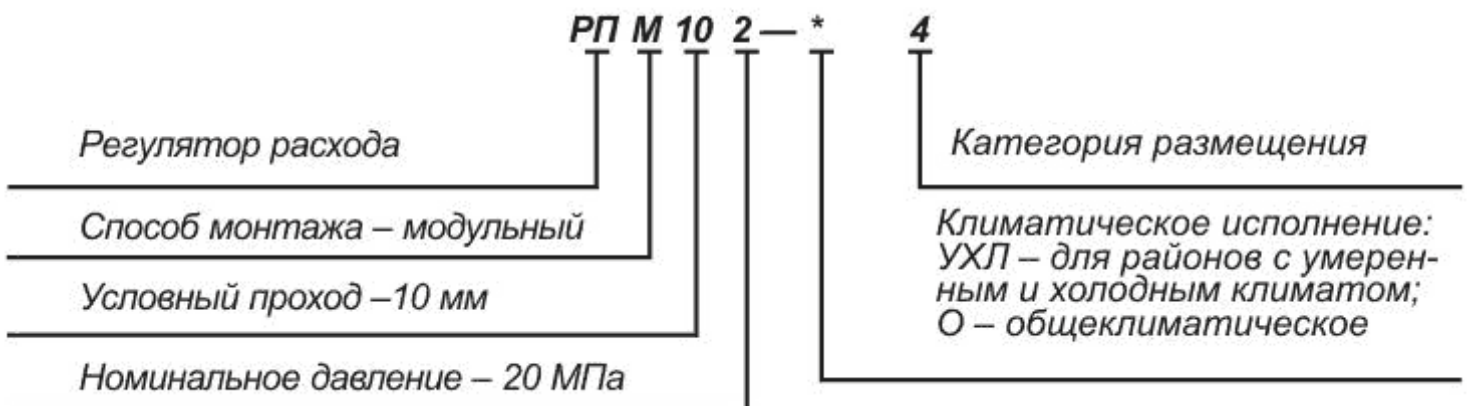 РП М 10 2 — * 4
Регулятор расхода
Способ монтажа – модульный
Условный проход –10 мм
Номинальное давление – 20 МПа
Категория размещения
Климатическое исполнение:
УХЛ – для районов с умерен-
ным и холодным климатом;
О – общеклиматическое